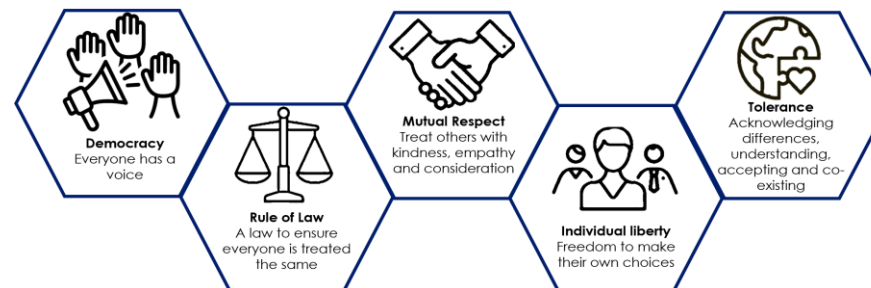 Democracy
Everyone has a
voice
Rule of Law
A law to ensure
everyone is treated
the same
Mutual Respect
Treat others with
kindness, empathy
and consideration
Individual liberty
Freedom to make
their own choices
Tolerance
Acknowledging
differences,
understanding,
accepting and co-
existing